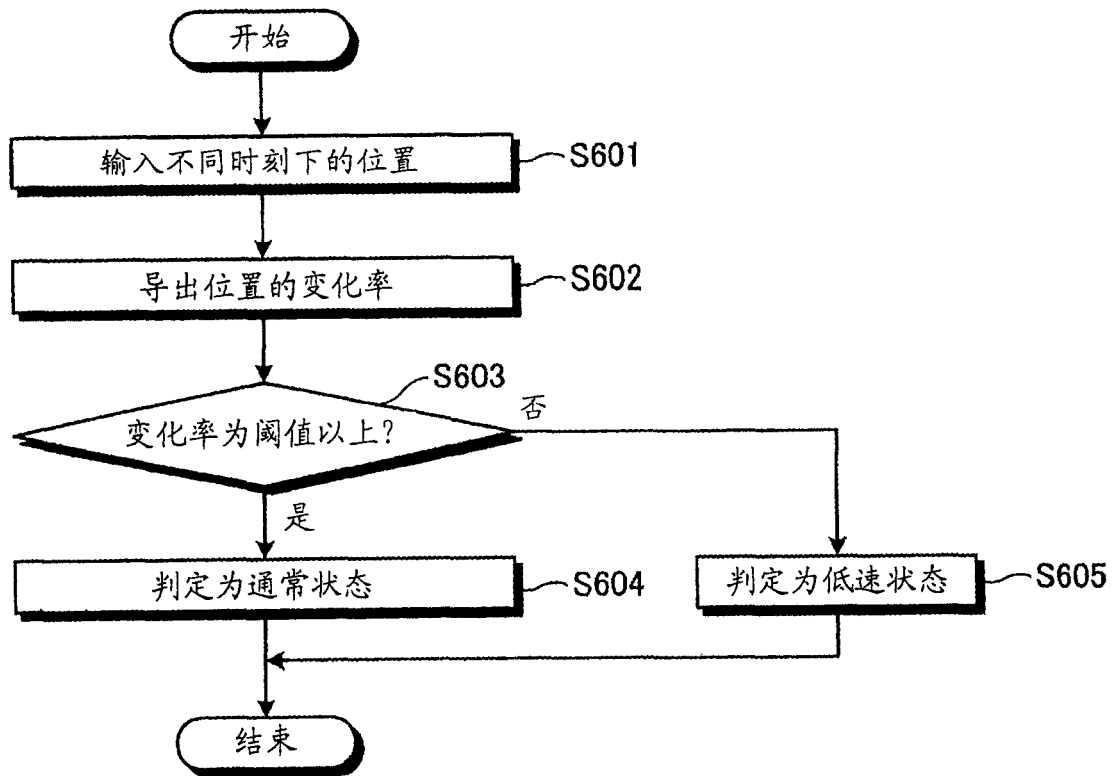 开始
输入不同时刻下的位置
S601
导出位置的变化率
S602
S603
变化率为阈值以上?
否
是
判定为通常状态
S604
判定为低速状态
S605
结束